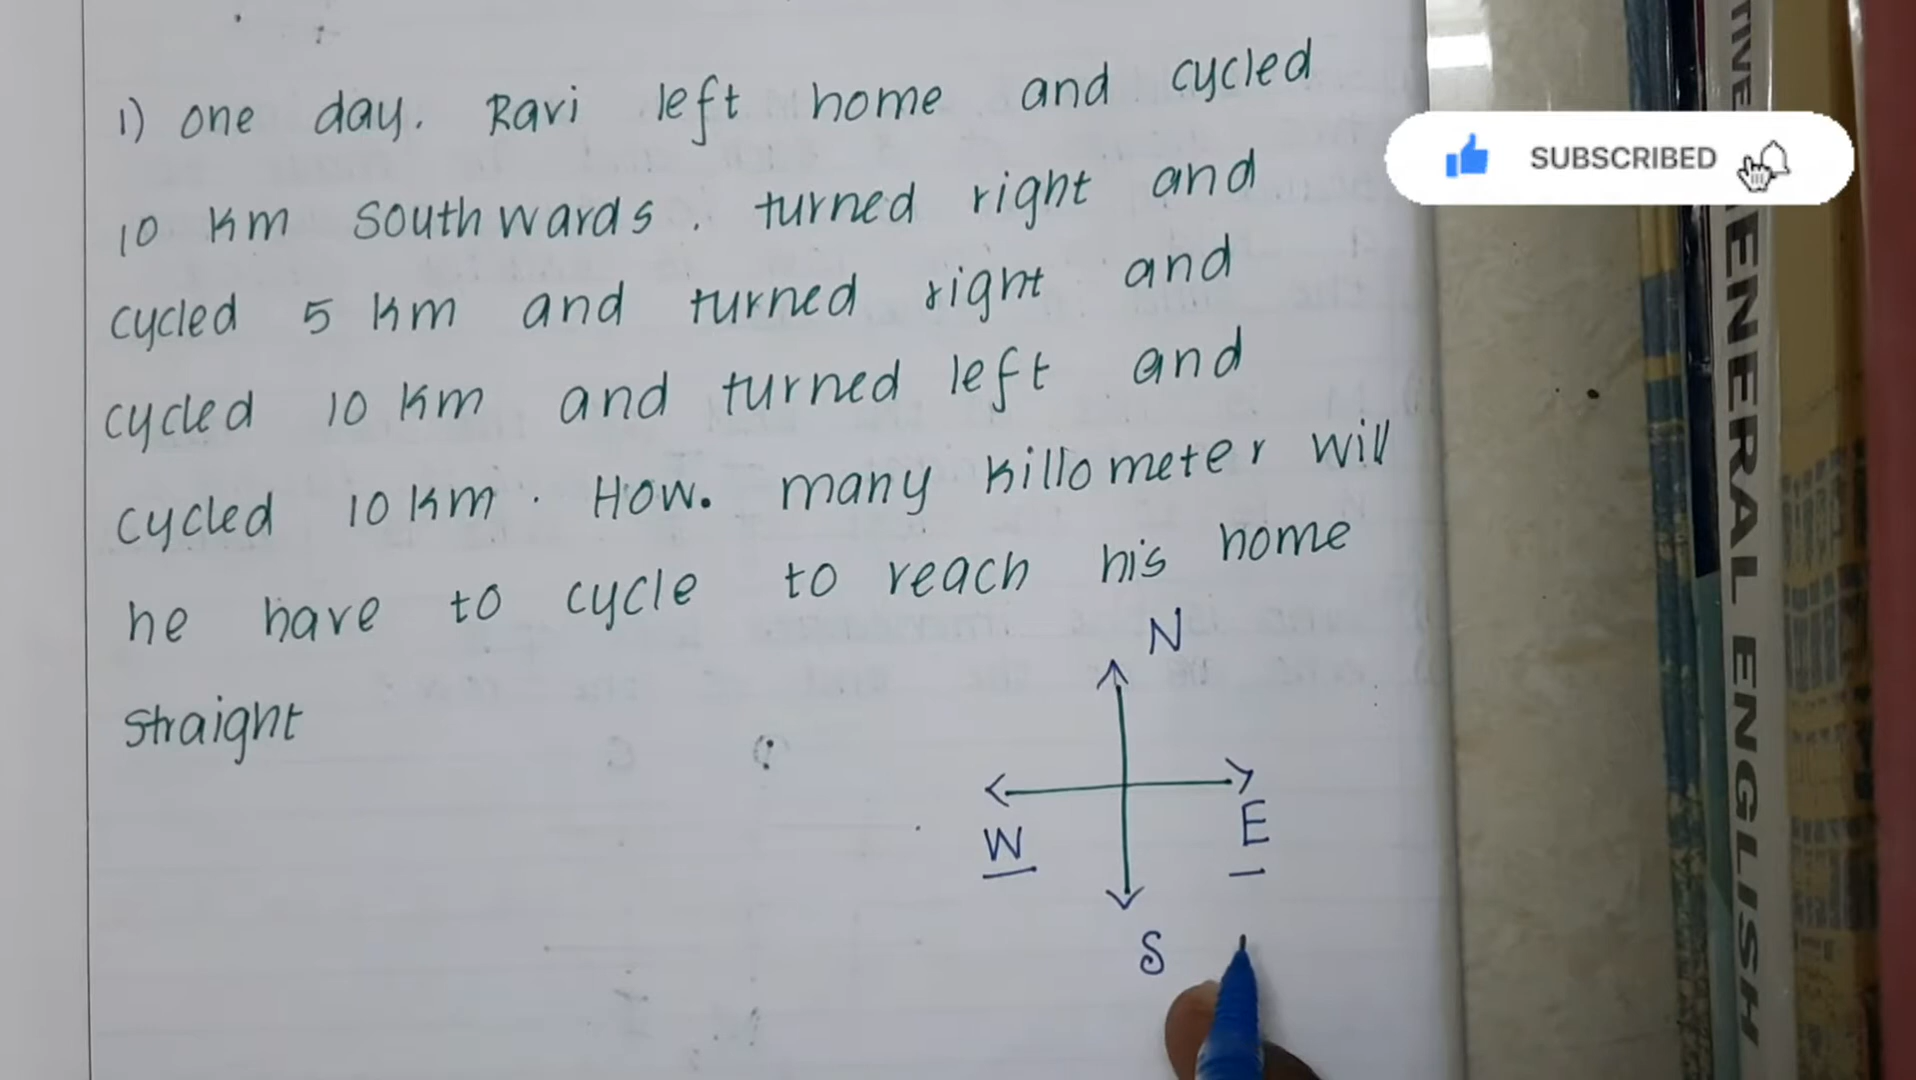 1) one day. Ravi left home and cycled
10 km southwards. turned right and
cycled 5 km and turned right and
cycled 10 km and turned left and
cycled 10 km. How. many killometer will
he have to cycle to reach his home
straight
N
W E
S
SUBSCRIBED
ENERAL ENGLISH